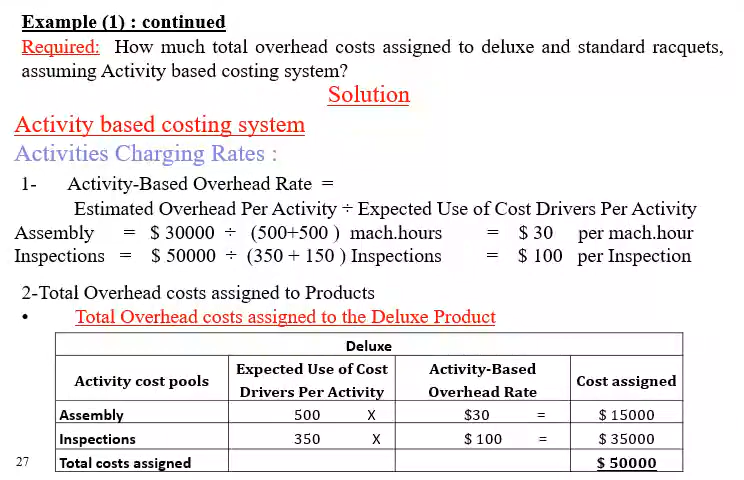 Example (1) : continued
Required: How much total overhead costs assigned to deluxe and standard racquets,
assuming Activity based costing system?
Solution
Activity based costing system
Activities Charging Rates :
1- Activity-Based Overhead Rate =
Estimated Overhead Per Activity ÷ Expected Use of Cost Drivers Per Activity
Assembly = $ 30000 ÷ (500+500 ) mach.hours = $ 30 per mach.hour
Inspections = $ 50000 ÷ (350 + 150 ) Inspections = $ 100 per Inspection
2-Total Overhead costs assigned to Products
• Total Overhead costs assigned to the Deluxe Product
Deluxe
Activity cost pools Expected Use of Cost Drivers Per Activity Activity-Based Overhead Rate Cost assigned
Assembly 500 X $30 = $ 15000
Inspections 350 X $ 100 = $ 35000
Total costs assigned $ 50000
27